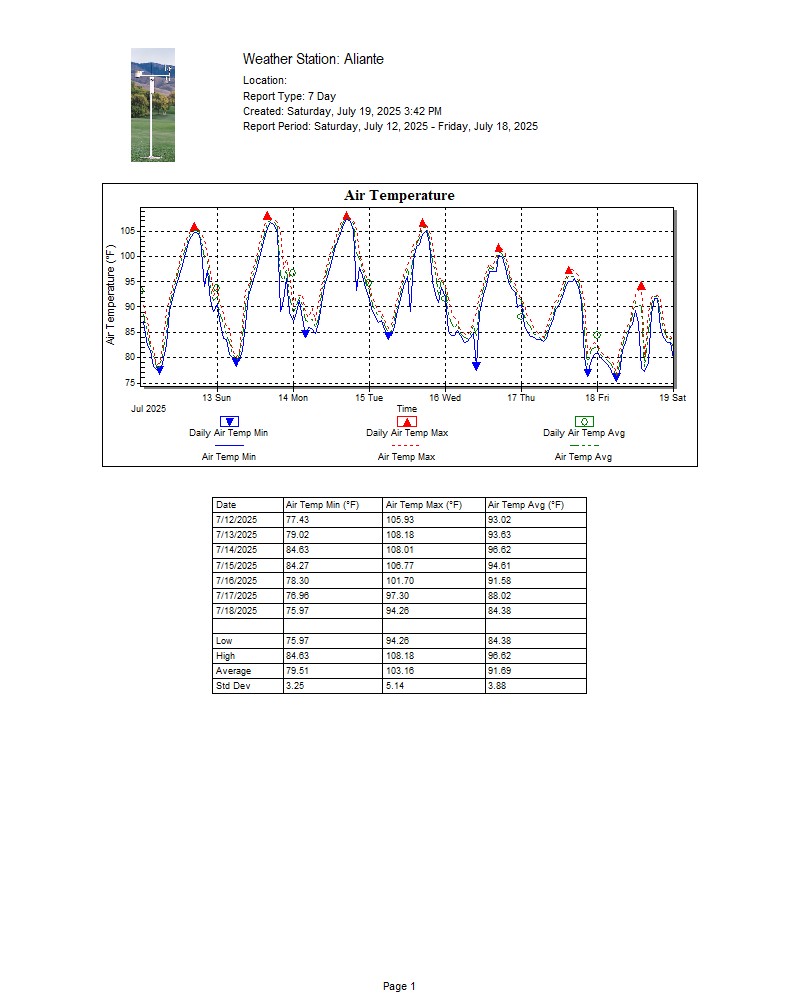 Weather Station: Aliante
Location:
Report Type: 7 Day
Created: Saturday, July 19, 2025 3:42 PM
Report Period: Saturday, July 12, 2025 - Friday, July 18, 2025
Air Temperature
Air Temperature (°F)
105
100
95
90
85
80
75
13 Sun 14 Mon 15 Tue 16 Wed 17 Thu 18 Fri 19 Sat
Jul 2025
Time
Daily Air Temp Min Daily Air Temp Max Daily Air Temp Avg
Air Temp Min Air Temp Max Air Temp Avg
Date Air Temp Min (°F) Air Temp Max (°F) Air Temp Avg (°F)
7/12/2025 77.43 105.93 93.02
7/13/2025 79.02 108.18 93.63
7/14/2025 84.63 108.01 96.62
7/15/2025 84.27 106.77 94.61
7/16/2025 78.30 101.70 91.58
7/17/2025 76.96 97.30 88.02
7/18/2025 75.97 94.26 84.38
Low 75.97 94.26 84.38
High 84.63 108.18 96.62
Average 79.51 103.16 91.69
Std Dev 3.25 5.14 3.88
Page 1